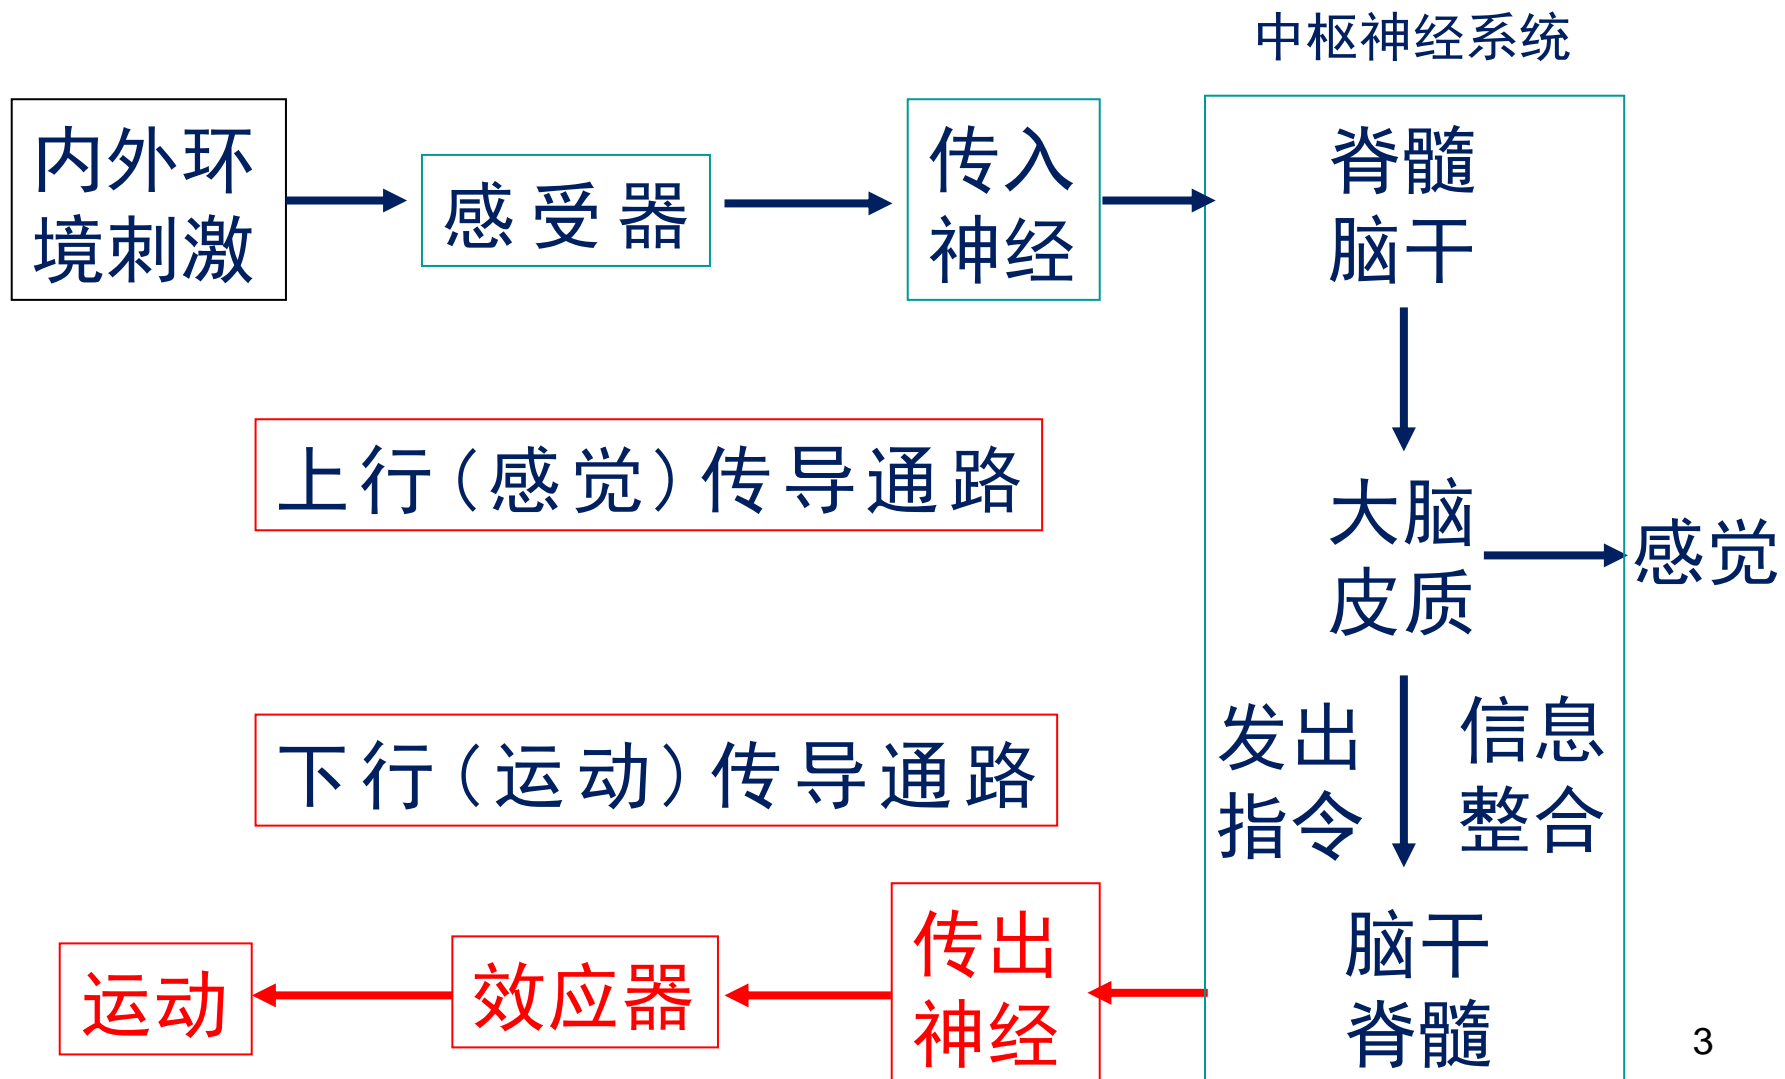 中枢神经系统
内外环
境刺激
感受器
传入
神经
脊髓
脑干
上行（感觉）传导通路
大脑
皮质
感觉
下行（运动）传导通路
发出
指令
信息
整合
运动
效应器
传出
神经
脑干
脊髓
3